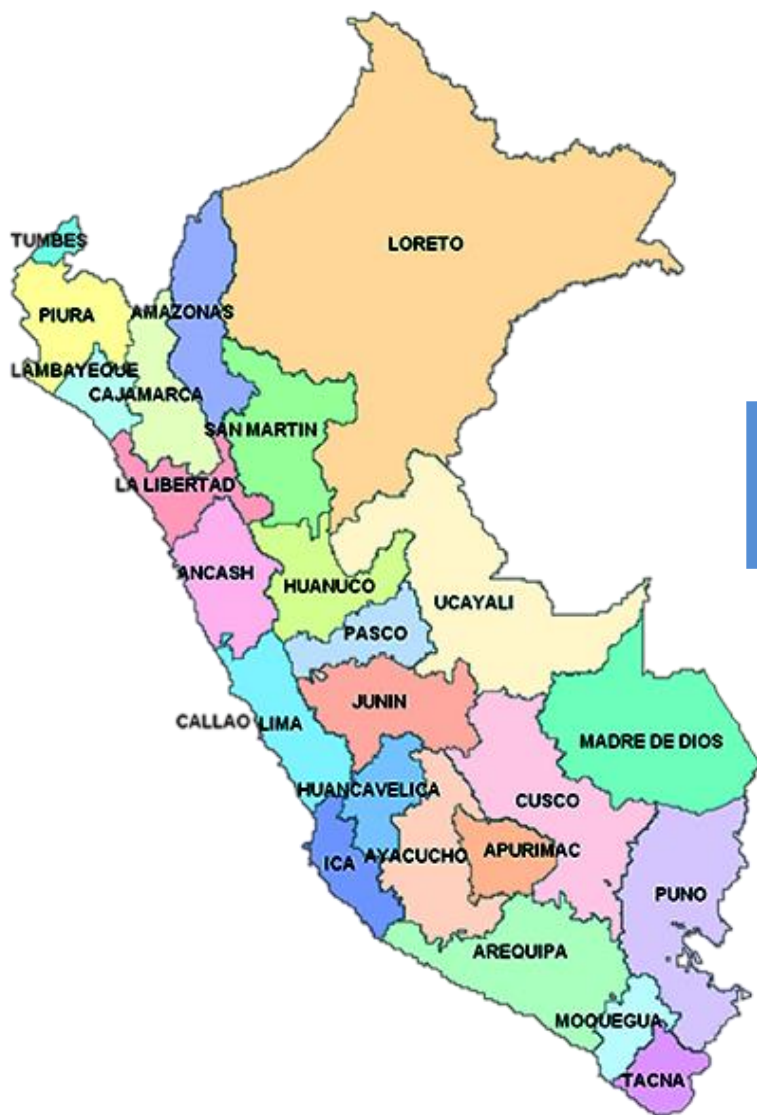 LORETO
TUMBES
AMAZONAS
PIURA
LAMBAYEQUE
CAJAMARCA
SAN MARTIN
LA LIBERTAD
ANCASH
HUANUCO
UCAYALI
PASCO
JUNIN
CALLAO
LIMA
MADRE DE DIOS
HUANCAVELICA
CUSCO
ICA
AYACUCHO
APURIMAC
PUNO
AREQUIPA
MOQUEGUA
TACNA